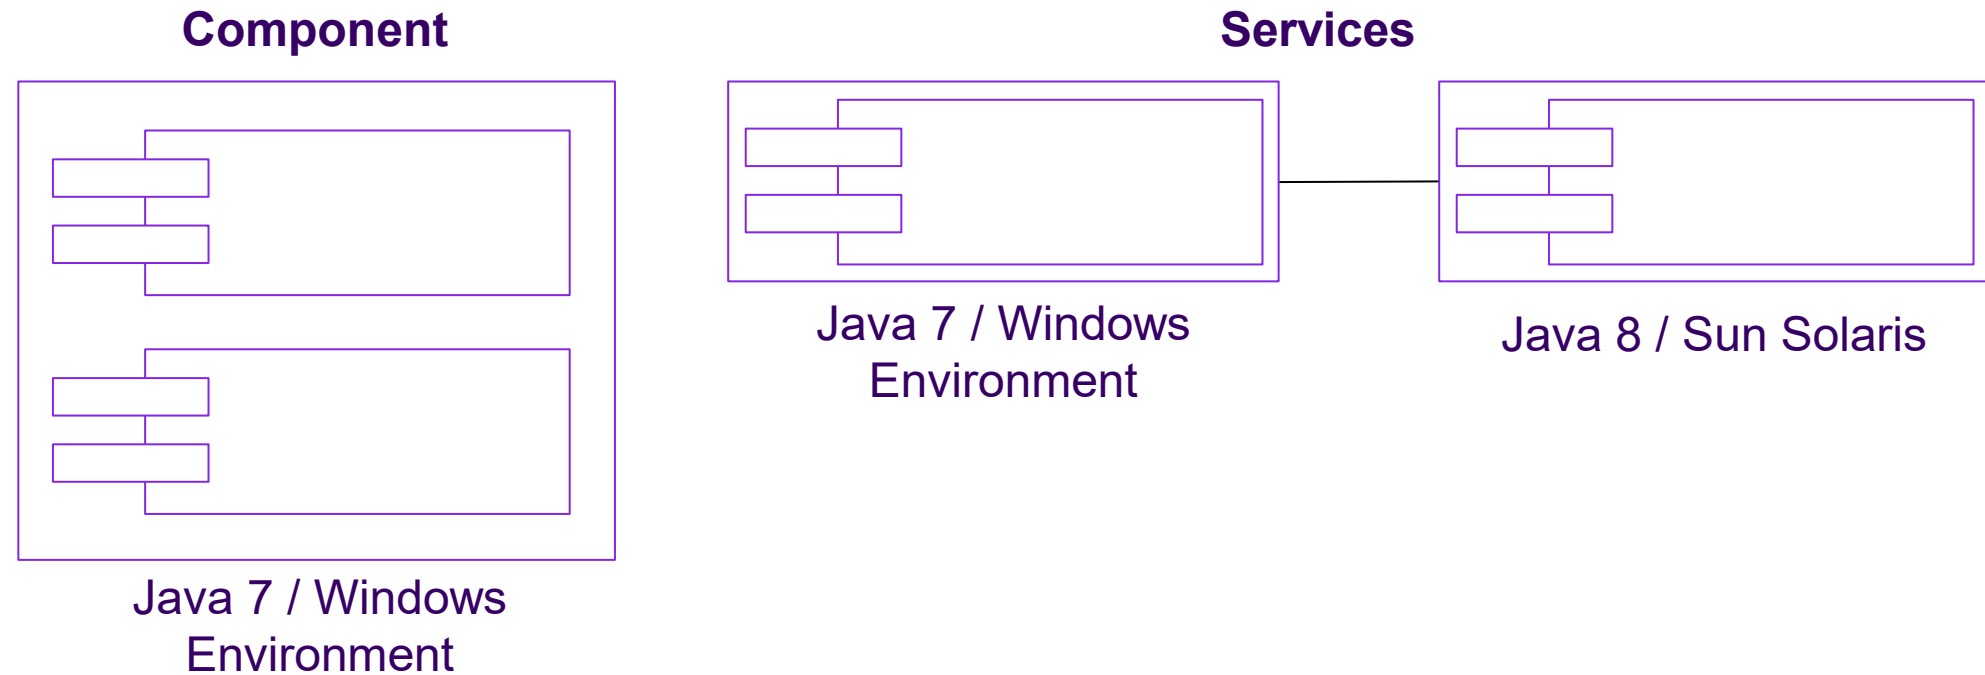 Component
Services
Java 7 / Windows
Environment
Java 8 / Sun Solaris
Java 7 / Windows
Environment